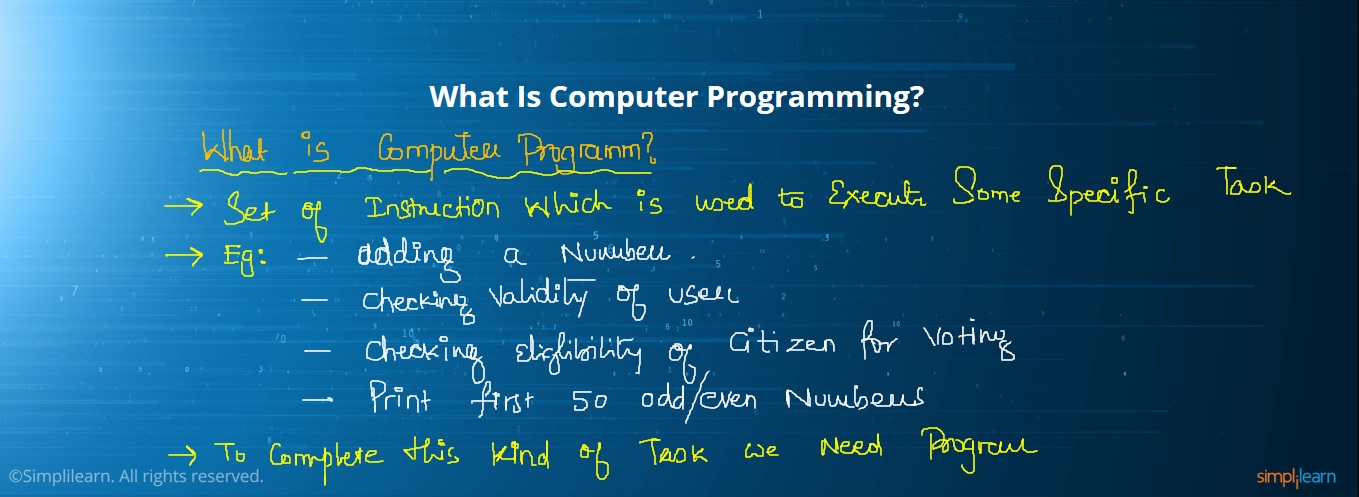 What Is Computer Programming?
What is Computer Programm?
→ Set of Instruction which is used to Execute Some Specific Task
→ Eg: — adding a Number.
— checking Validity of user
— checking eligibility of Citizen for Voting
— Print first 50 odd/even Numbers
→ To Complete this kind of Task we Need Program
©Simplilearn. All rights reserved.
simplilearn